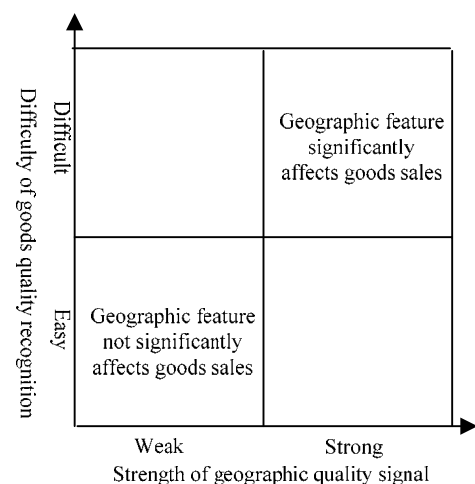 Difficulty of goods quality recognition
Difficult
Easy
Geographic feature
significantly
affects goods sales
Geographic feature
not significantly
affects goods sales
Weak
Strong
Strength of geographic quality signal